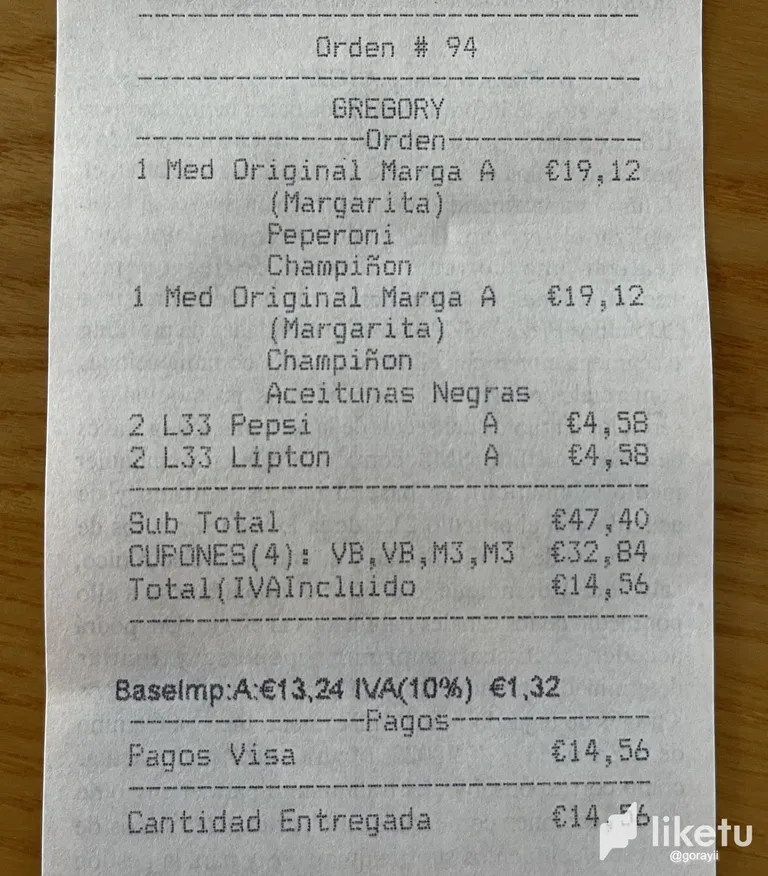 Orden # 94
GREGORY
Orden
1 Med Original Marga A €19,12
(Margarita)
Peperoni
Champiñon
1 Med Original Marga A €19,12
(Margarita)
Champiñon
Aceitunas Negras
2 L33 Pepsi A €4,58
2 L33 Lipton A €4,58
Sub Total €47,40
CUPONES(4): VB,VB,M3,M3 €32,84
Total(IVAIncluido €14,56
BaseImp:A:€13,24 IVA(10%) €1,32
Pagos
Pagos Visa €14,56
Cantidad Entregada €14,56
liketu
@gorayii